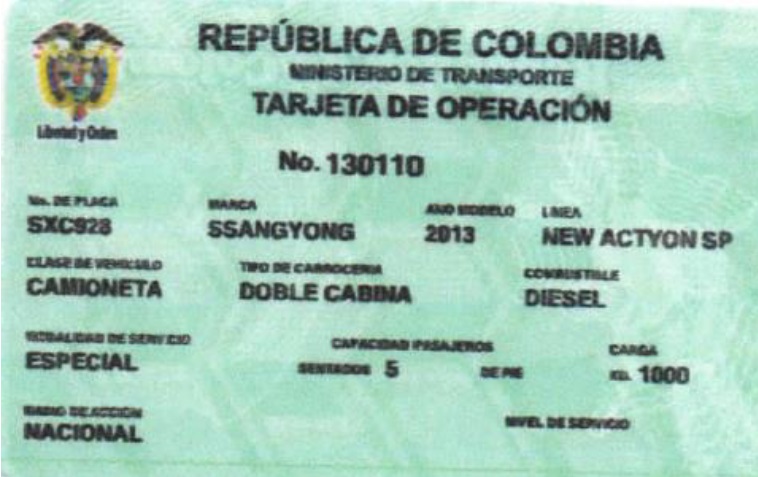 REPÚBLICA DE COLOMBIA
MINISTERIO DE TRANSPORTE
TARJETA DE OPERACIÓN
Libertad y Orden
No. 130110
No. DE PLACA MARCA AÑO MODELO LINEA
SXC928 SSANGYONG 2013 NEW ACTYON SP
CLASE DE VEHICULO TIPO DE CARROCERIA COMBUSTIBLE
CAMIONETA DOBLE CABINA DIESEL
MODALIDAD DE SERVICIO CAPACIDAD PASAJEROS CARGA
ESPECIAL SENTADOS 5 DE PIE KG. 1000
RADIO DE ACCION NIVEL DE SERVICIO
NACIONAL